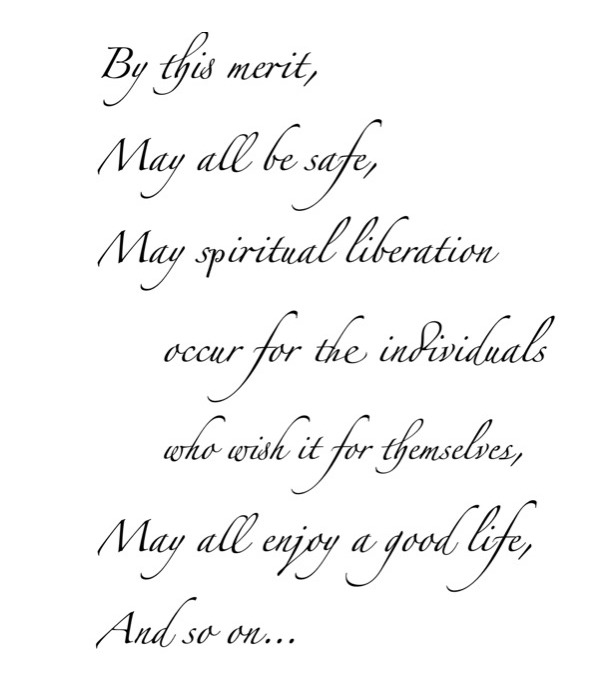 By this merit,
May all be safe,
May spiritual liberation
occur for the individuals
who wish it for themselves,
May all enjoy a good life,
And so on...